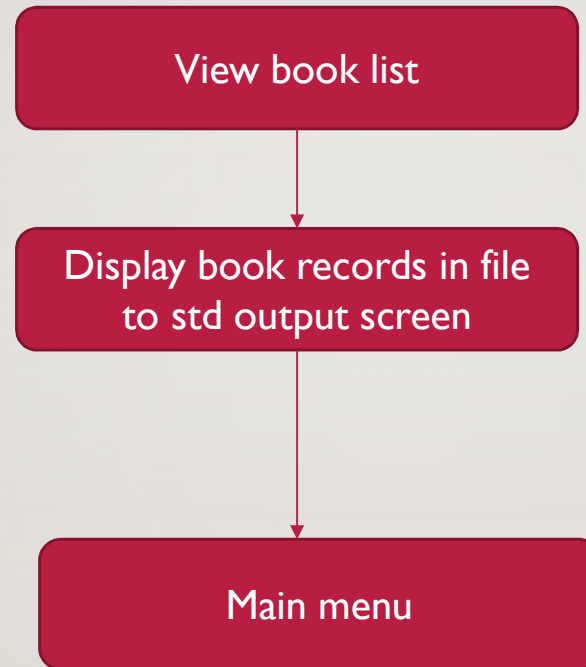 View book list
Display book records in file
to std output screen
Main menu